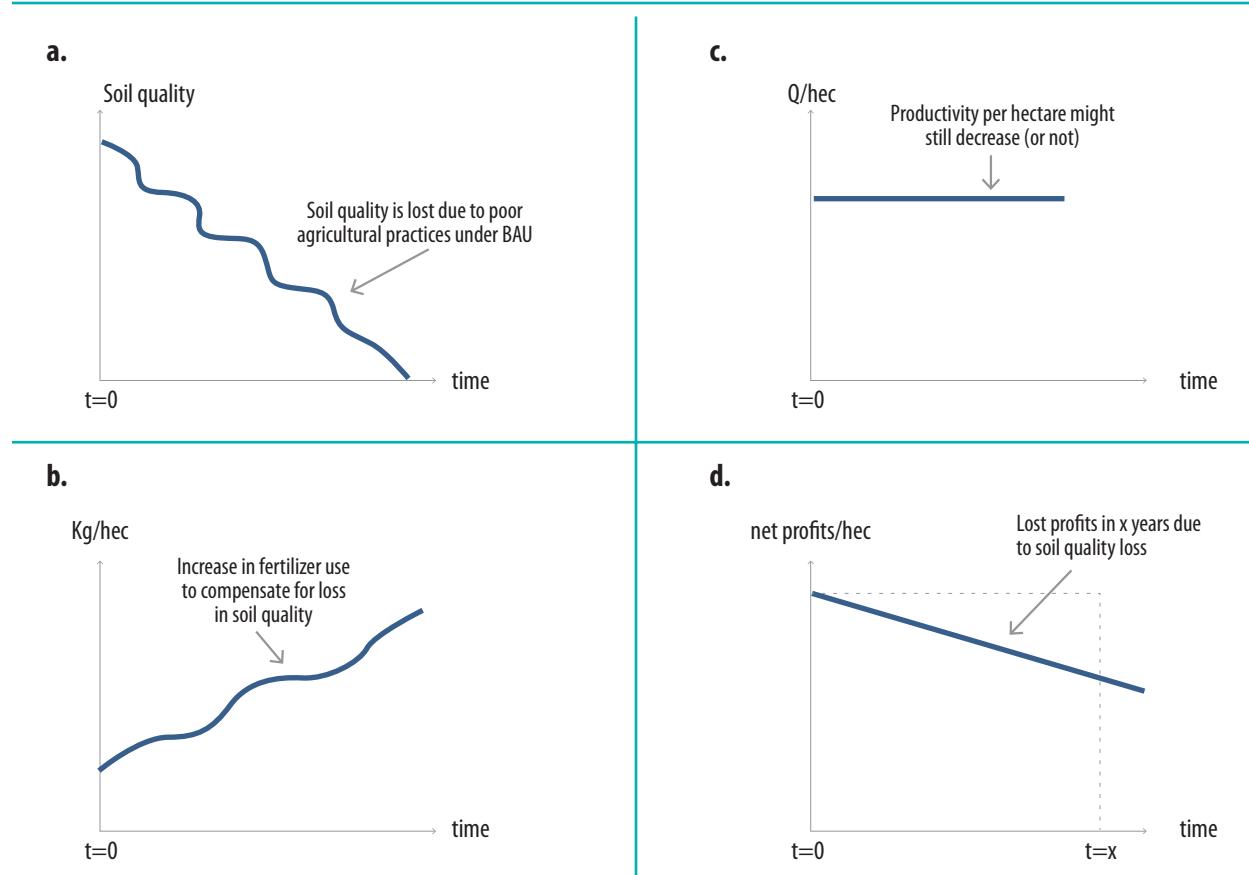 a.
Soil quality
Soil quality is lost due to poor
agricultural practices under BAU
time
t=0
b.
Kg/hec
Increase in fertilizer use
to compensate for loss
in soil quality
time
t=0
c.
Q/hec
Productivity per hectare might
still decrease (or not)
time
t=0
d.
net profits/hec
Lost profits in x years due
to soil quality loss
time
t=0
t=x